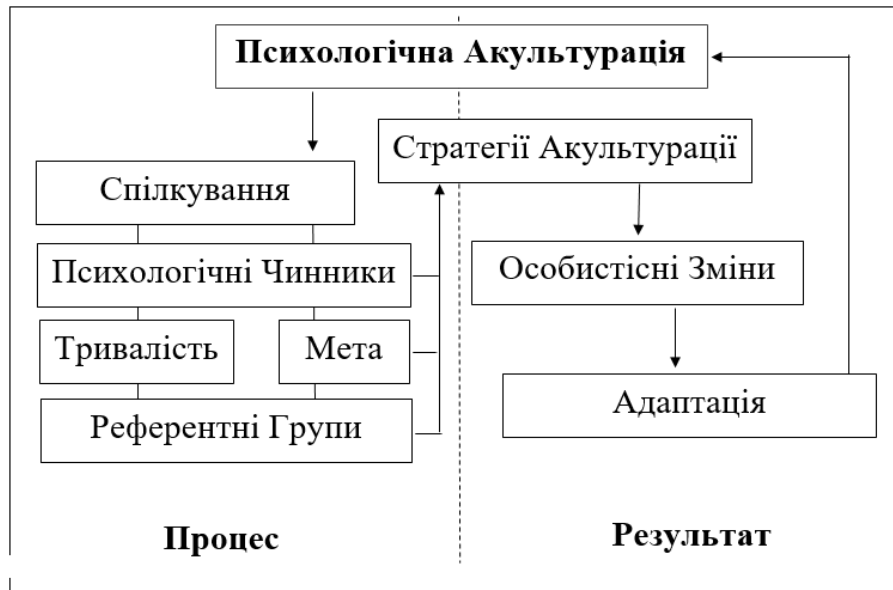 Психологічна Акультурація
Стратегії Акультурації
Спілкування
Психологічні Чинники
Особистісні Зміни
Тривалість
Мета
Адаптація
Референтні Групи
Процес
Результат